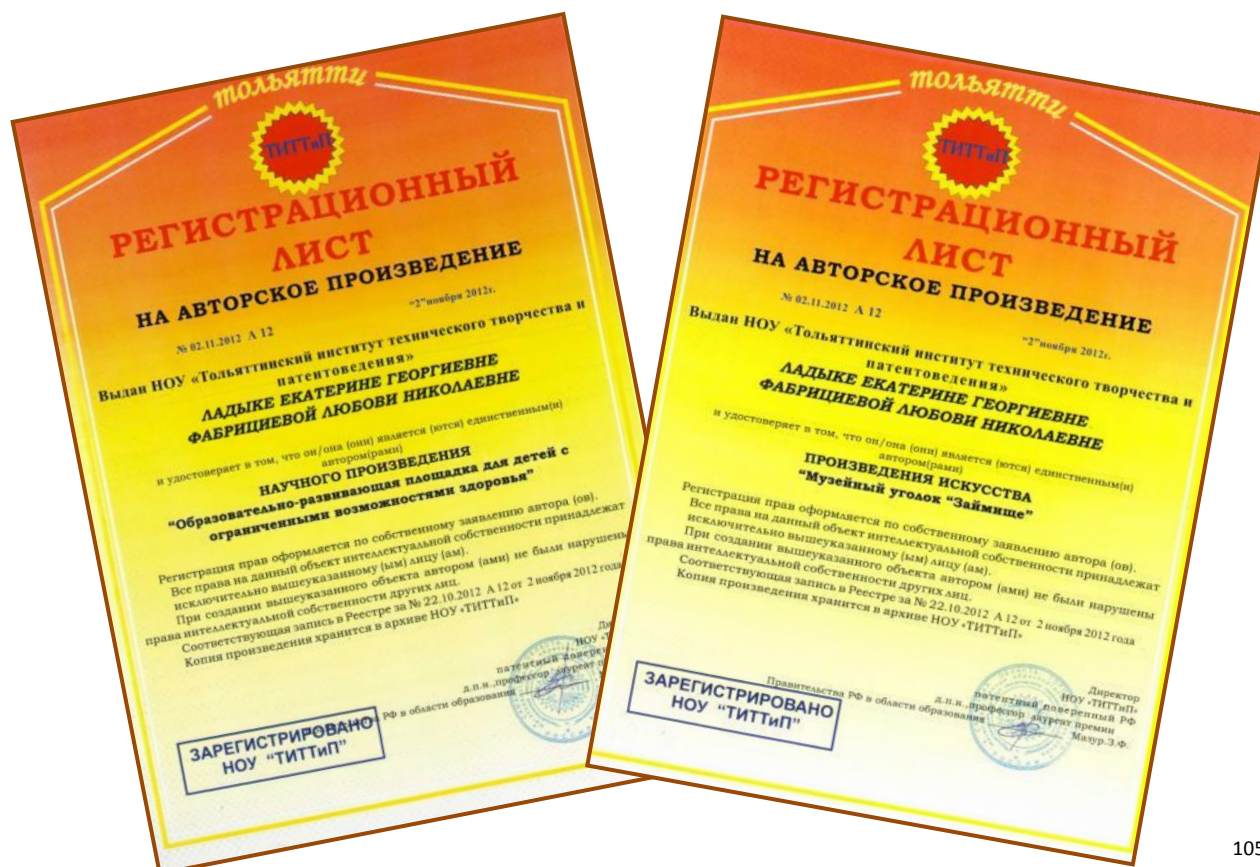 тольятти
ТИТТиП
РЕГИСТРАЦИОННЫЙ
ЛИСТ
НА АВТОРСКОЕ ПРОИЗВЕДЕНИЕ
№ 02.11.2012 А 12 "2"ноября 2012г.
Выдан НОУ «Тольяттинский институт технического творчества и
патентоведения»
ЛАДЫКЕ ЕКАТЕРИНЕ ГЕОРГИЕВНЕ
ФАБРИЦИЕВОЙ ЛЮБОВИ НИКОЛАЕВНЕ
и удостоверяет в том, что он/она (они) является (ются) единственным(и)
автором(рами)
НАУЧНОГО ПРОИЗВЕДЕНИЯ
"Образовательно-развивающая площадка для детей с
ограниченными возможностями здоровья"
Регистрация прав оформляется по собственному заявлению автора (ов).
Все права на данный объект интеллектуальной собственности принадлежат
исключительно вышеуказанному (ым) лицу (ам).
При создании вышеуказанного объекта автором (ами) не были нарушены
права интеллектуальной собственности других лиц.
Соответствующая запись в Реестре за № 22.10.2012 А 12 от 2 ноября 2012 года
Копия произведения хранится в архиве НОУ «ТИТТиП»
НОУ
патентный
д.п.н.,профессор лауреат
РФ в области образования
ЗАРЕГИСТРИРОВАНО
НОУ "ТИТТиП"
тольятти
ТИТТиП
РЕГИСТРАЦИОННЫЙ
ЛИСТ
НА АВТОРСКОЕ ПРОИЗВЕДЕНИЕ
№ 02.11.2012 А 12 "2"ноября 2012г.
Выдан НОУ «Тольяттинский институт технического творчества и
патентоведения»
ЛАДЫКЕ ЕКАТЕРИНЕ ГЕОРГИЕВНЕ
ФАБРИЦИЕВОЙ ЛЮБОВИ НИКОЛАЕВНЕ
и удостоверяет в том, что он/она (они) является (ются) единственным(и)
автором(рами)
ПРОИЗВЕДЕНИЯ ИСКУССТВА
"Музейный уголок "Займище"
Регистрация прав оформляется по собственному заявлению автора (ов).
Все права на данный объект интеллектуальной собственности принадлежат
исключительно вышеуказанному (ым) лицу (ам).
При создании вышеуказанного объекта автором (ами) не были нарушены
права интеллектуальной собственности других лиц.
Соответствующая запись в Реестре за № 22.10.2012 А 12 от 2 ноября 2012 года
Копия произведения хранится в архиве НОУ «ТИТТиП»
Директор
НОУ «ТИТТиП»
патентный поверенный РФ
д.п.н.,профессор лауреат премии
Правительства РФ в области образования Мазур.З.Ф.
ЗАРЕГИСТРИРОВАНО
НОУ "ТИТТиП"
105